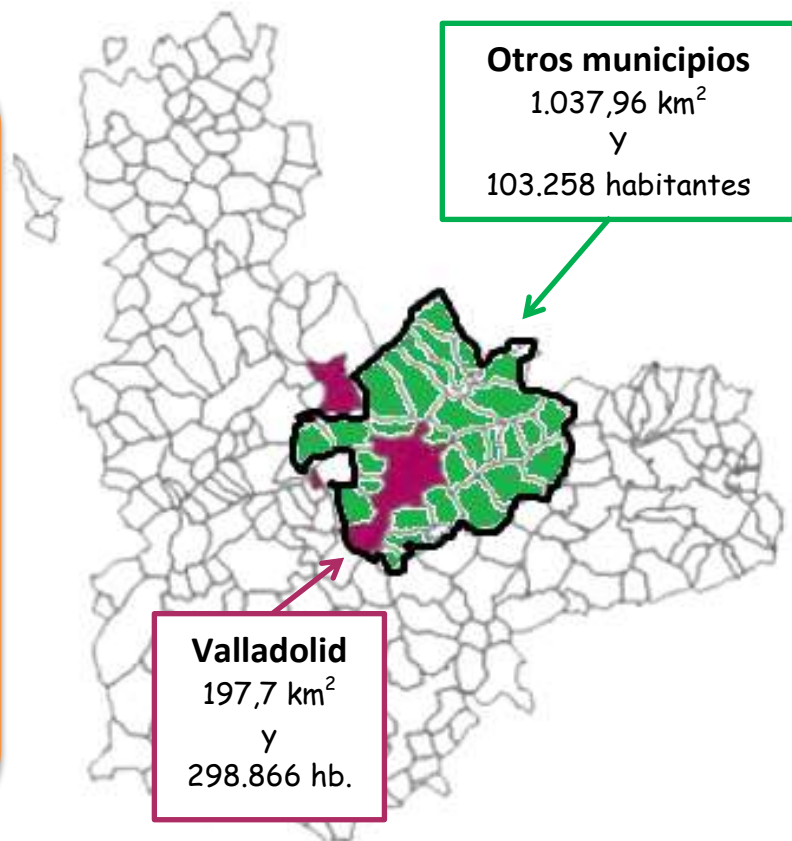 Otros municipios
1.037,96 km²
y
103.258 habitantes
Valladolid
197,7 km²
y
298.866 hb.